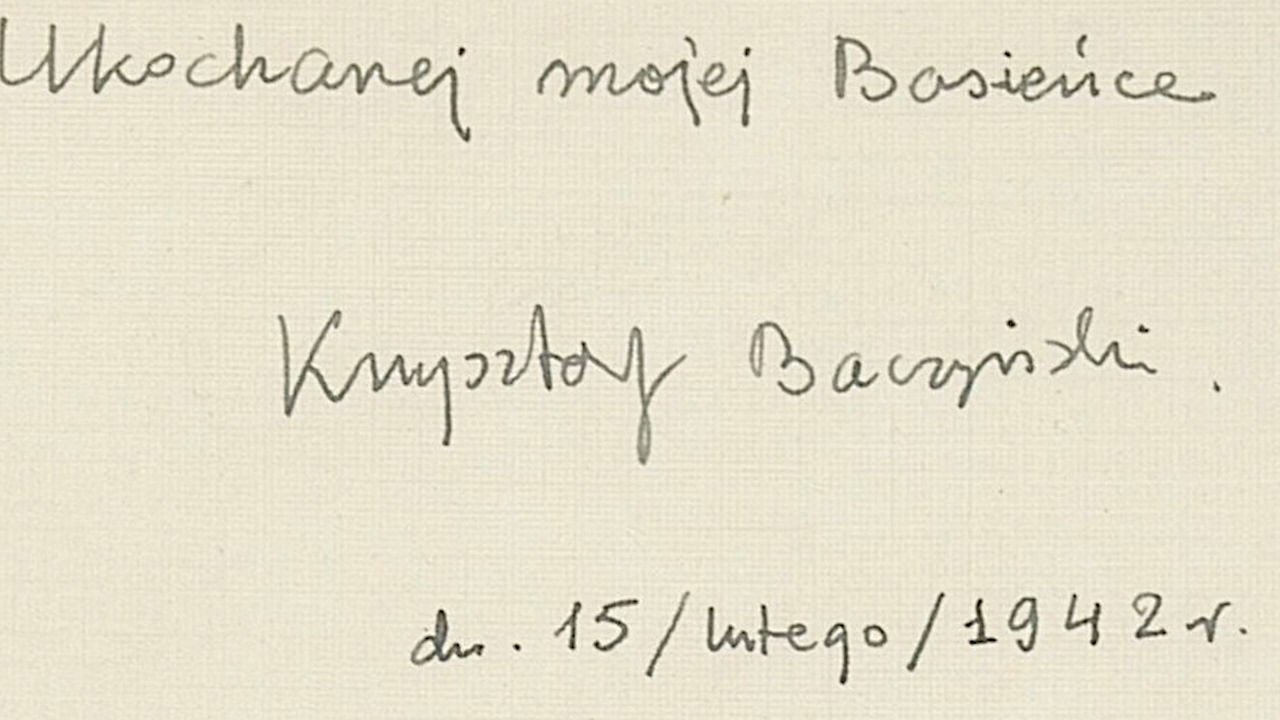 Ukochanej mojej Basieńce
Krzysztof Baczyński.
dn. 15/lutego/1942 r.